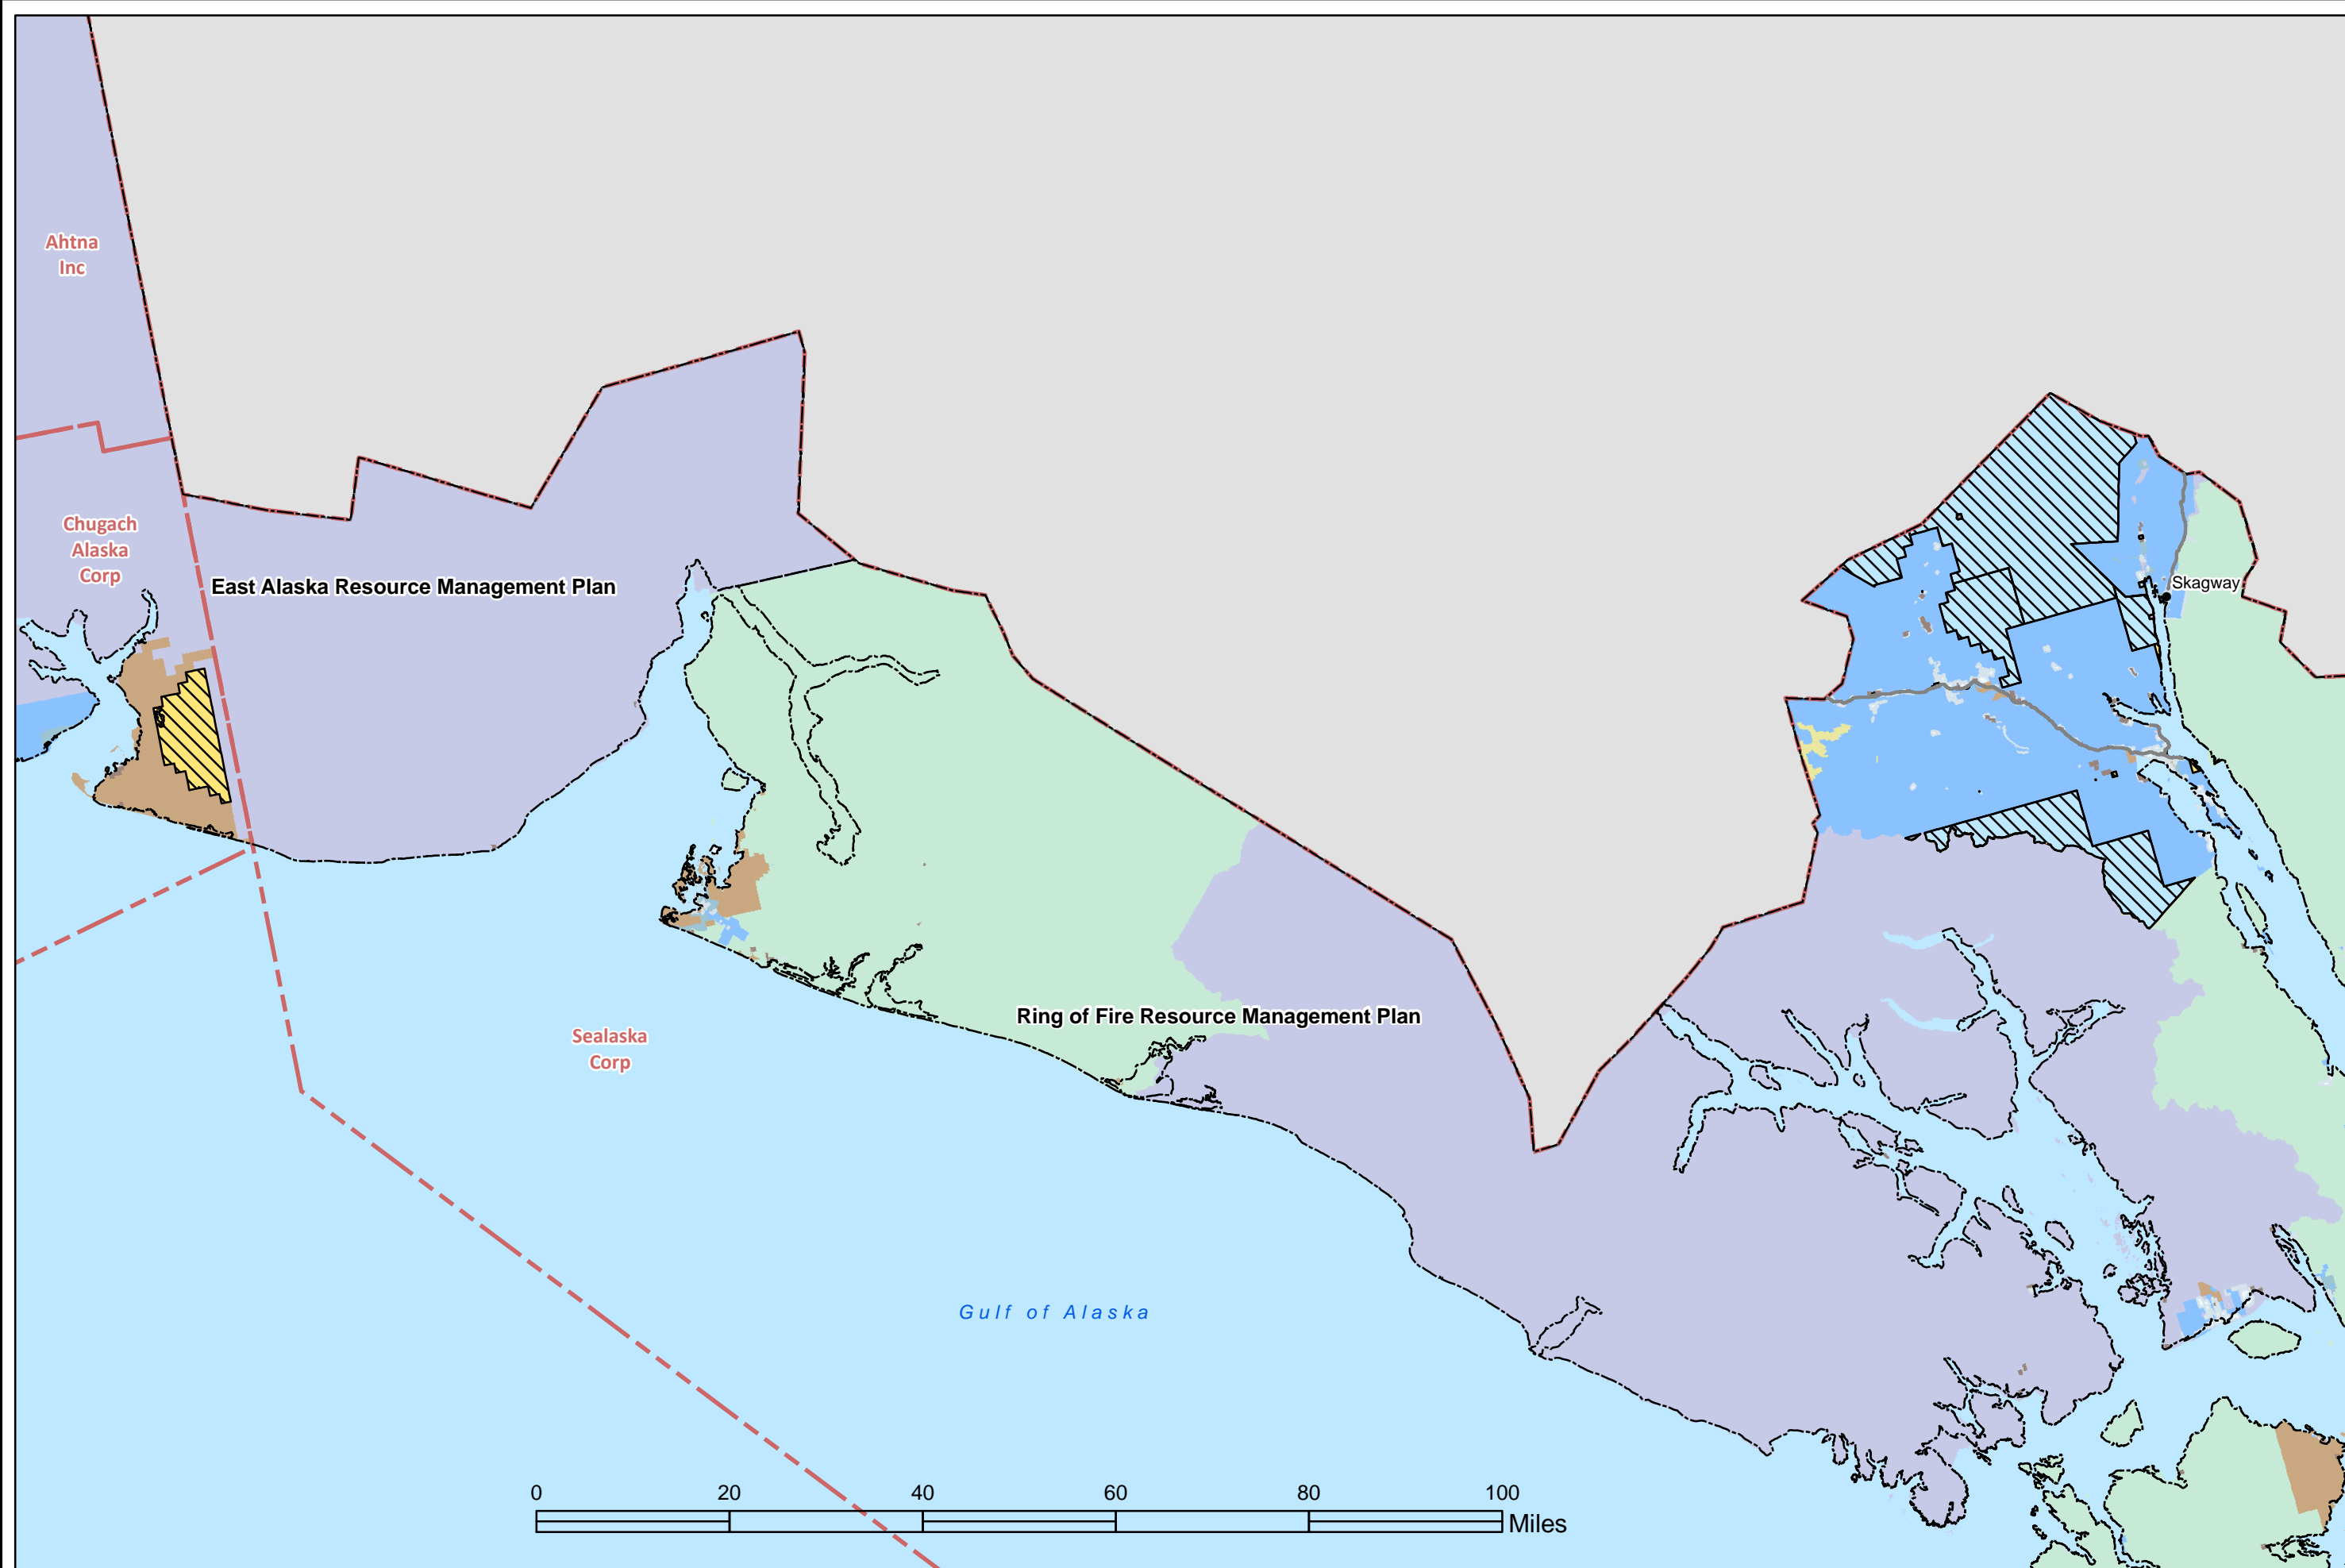 Ahtna
Inc
Chugach
Alaska
Corp
East Alaska Resource Management Plan
Skagway
Ring of Fire Resource Management Plan
Sealaska
Corp
Gulf of Alaska
0 20 40 60 80 100
Miles